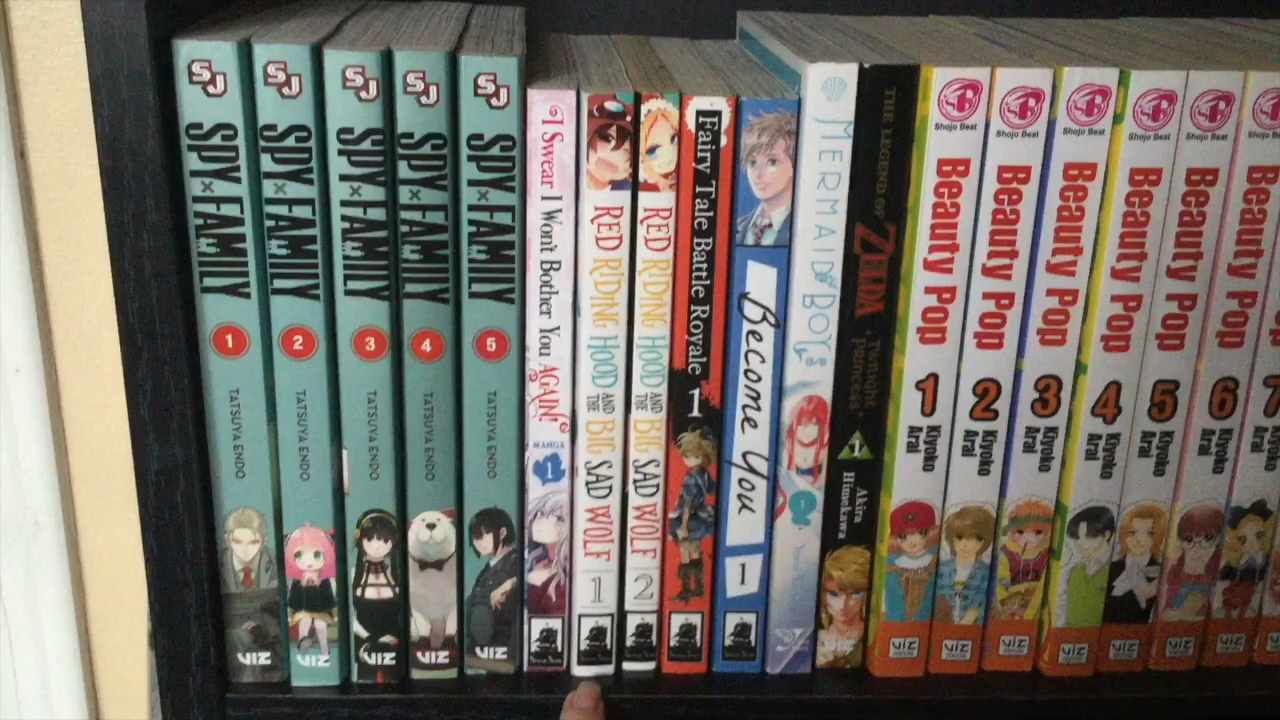 SJ
SPY×FAMILY
1
TATSUYA ENDO
VIZ
SJ
SPY×FAMILY
2
TATSUYA ENDO
VIZ
SJ
SPY×FAMILY
3
TATSUYA ENDO
VIZ
SJ
SPY×FAMILY
4
TATSUYA ENDO
VIZ
SJ
SPY×FAMILY
5
TATSUYA ENDO
VIZ
I Swear I Won't Bother You AGAIN!
MANGA
1
RED RIDING HOOD AND THE BIG SAD WOLF
1
RED RIDING HOOD AND THE BIG SAD WOLF
2
Fairy Tale Battle Royale 1
Become You
1
MERMAID BOYS
1
THE LEGEND OF ZELDA
TWILIGHT PRINCESS
1
Akira Himekawa
Shojo Beat
Beauty Pop
1
Kiyoko Arai
VIZ
Shojo Beat
Beauty Pop
2
Kiyoko Arai
VIZ
Shojo Beat
Beauty Pop
3
Kiyoko Arai
VIZ
Shojo Beat
Beauty Pop
4
Kiyoko Arai
VIZ
Shojo Beat
Beauty Pop
5
Kiyoko Arai
VIZ
Shojo Beat
Beauty Pop
6
Kiyoko Arai
VIZ
Beauty Pop
7